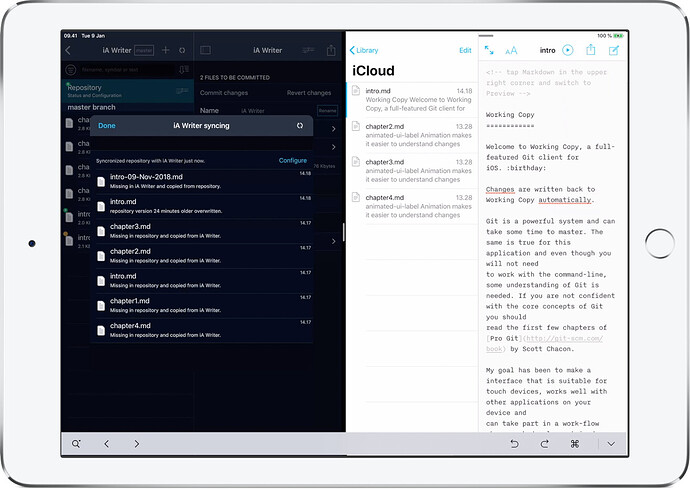 09.41 Tue 9 Jan
100 %
iA Writer
master
iA Writer
Repository
Status and Configuration
master branch
2 FILES TO BE COMMITTED
Commit changes
Revert changes
Name
iA Writer
Rename
Done
iA Writer syncing
Syncronized repository with iA Writer just now.
Configure
intro-09-Nov-2018.md
14.18
Missing in iA Writer and copied from repository.
intro.md
14.18
repository version 24 minutes older overwritten.
chapter3.md
14.17
Missing in repository and copied from iA Writer.
chapter2.md
14.17
Missing in repository and copied from iA Writer.
intro.md
14.17
Missing in repository and copied from iA Writer.
chapter1.md
14.17
Missing in repository and copied from iA Writer.
chapter4.md
14.17
Missing in repository and copied from iA Writer.
Library
Edit
iCloud
intro.md
14.18
Working Copy Welcome to Working
Copy, a full-featured Git client for
chapter2.md
13.28
animated-ui-label Animation makes
it easier to understand changes
chapter3.md
13.28
animated-ui-label Animation makes
it easier to understand changes
chapter4.md
13.28
animated-ui-label Animation makes
it easier to understand changes
AA
intro
<!-- tap Markdown in the upper
right corner and switch to
Preview -->
Working Copy
============
Welcome to Working Copy, a full-
featured Git client for
iOS. :birthday:
Changes are written back to
Working Copy automatically.
Git is a powerful system and can
take some time to master. The
same is true for this
application and even though you
will not need
to work with the command-line,
some understanding of Git is
needed. If you are not confident
with the core concepts of Git
you should
read the first few chapters of
[Pro Git](http://git-scm.com/
book) by Scott Chacon.
My goal has been to make a
interface that is suitable for
touch devices, works well with
other applications on your
device and
can take part in a work-flow